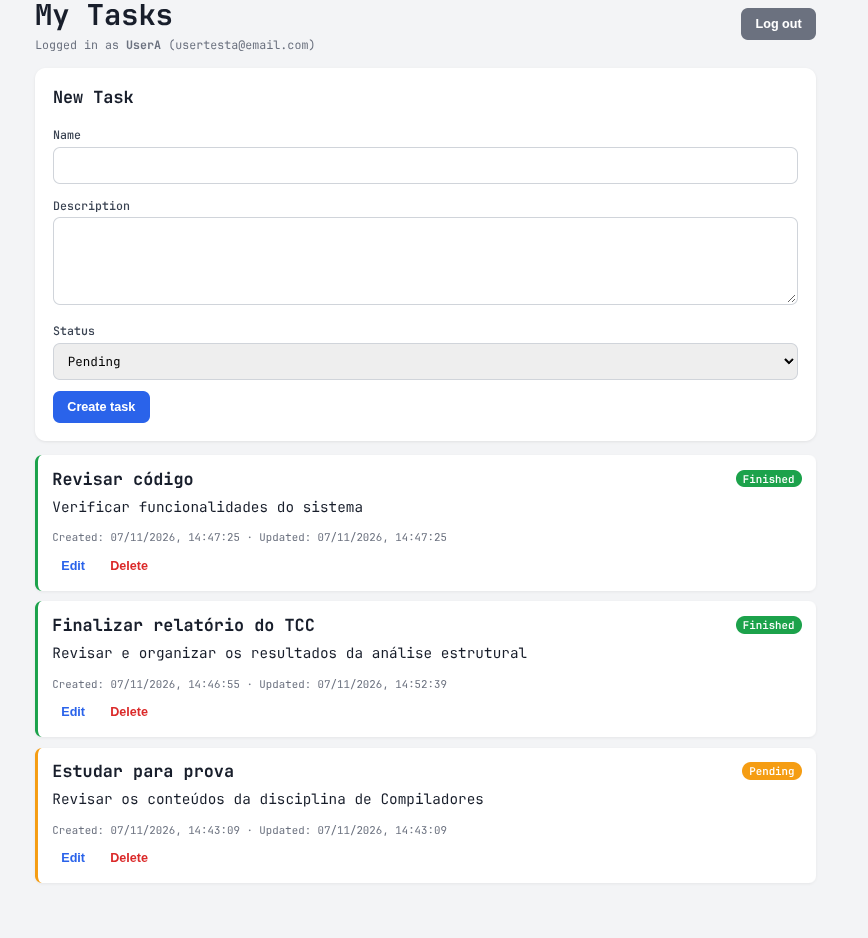 My Tasks
Log out
Logged in as UserA (usertesta@email.com)
New Task
Name
Description
Status
Pending
Create task
Revisar código
Finished
Verificar funcionalidades do sistema
Created: 07/11/2026, 14:47:25 · Updated: 07/11/2026, 14:47:25
Edit Delete
Finalizar relatório do TCC
Finished
Revisar e organizar os resultados da análise estrutural
Created: 07/11/2026, 14:46:55 · Updated: 07/11/2026, 14:52:39
Edit Delete
Estudar para prova
Pending
Revisar os conteúdos da disciplina de Compiladores
Created: 07/11/2026, 14:43:09 · Updated: 07/11/2026, 14:43:09
Edit Delete